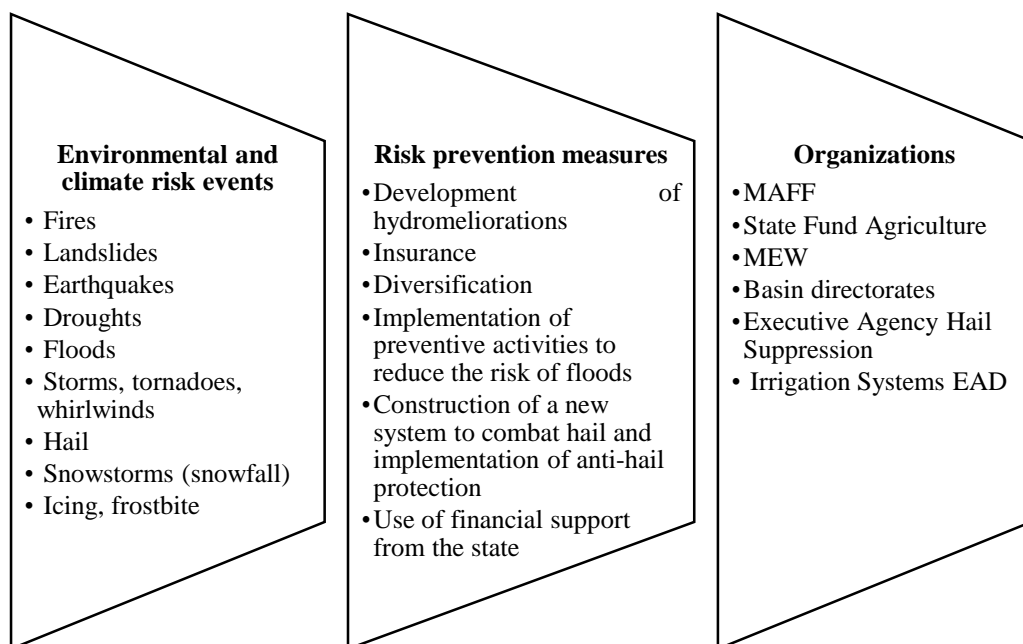 Environmental and
climate risk events
• Fires
• Landslides
• Earthquakes
• Droughts
• Floods
• Storms, tornadoes,
whirlwinds
• Hail
• Snowstorms (snowfall)
• Icing, frostbite
Risk prevention measures
•Development of
hydromeliorations
•Insurance
•Diversification
•Implementation of
preventive activities to
reduce the risk of floods
•Construction of a new
system to combat hail and
implementation of anti-hail
protection
•Use of financial support
from the state
Organizations
•MAFF
•State Fund Agriculture
•MEW
•Basin directorates
•Executive Agency Hail
Suppression
• Irrigation Systems EAD